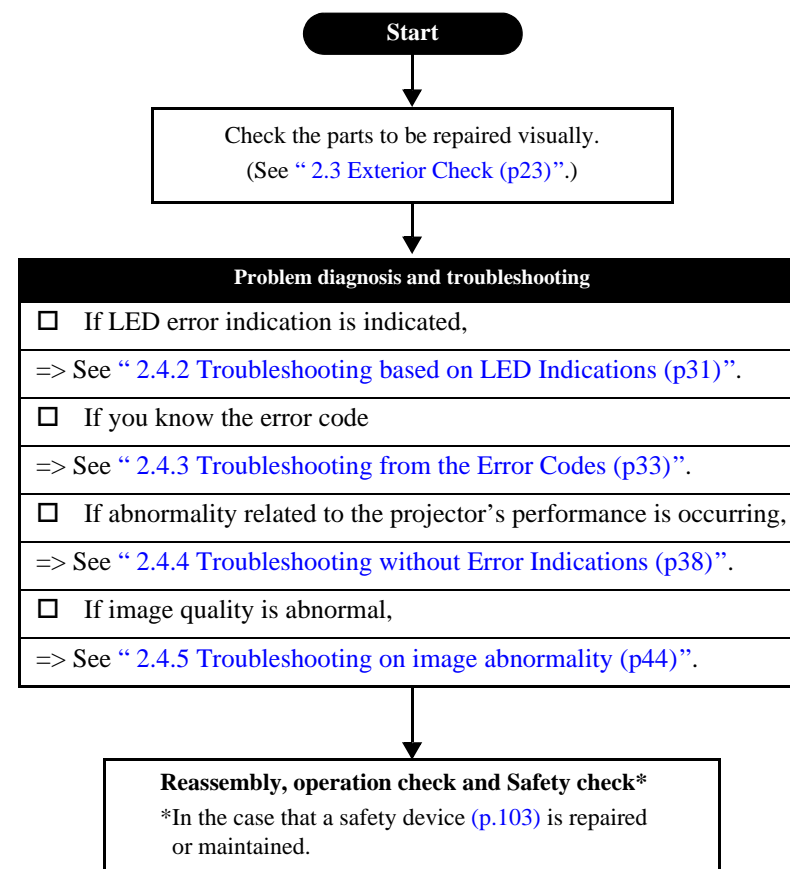 Start
Check the parts to be repaired visually.
(See “ 2.3 Exterior Check (p23)”.)
Problem diagnosis and troubleshooting
□ If LED error indication is indicated,
=> See “ 2.4.2 Troubleshooting based on LED Indications (p31)”.
□ If you know the error code
=> See “ 2.4.3 Troubleshooting from the Error Codes (p33)”.
□ If abnormality related to the projector’s performance is occurring,
=> See “ 2.4.4 Troubleshooting without Error Indications (p38)”.
□ If image quality is abnormal,
=> See “ 2.4.5 Troubleshooting on image abnormality (p44)”.
Reassembly, operation check and Safety check*
*In the case that a safety device (p.103) is repaired
or maintained.